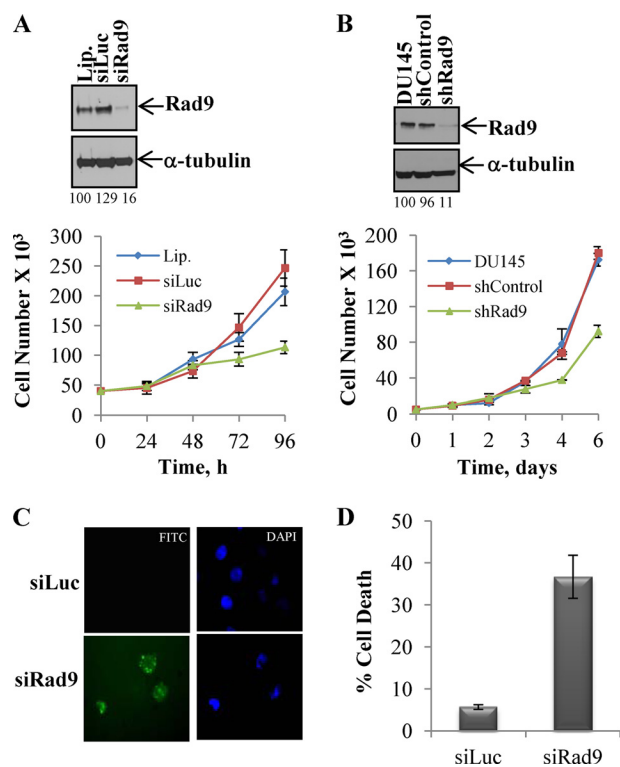 A
Lip.
siLuc
siRad9
Rad9
α-tubulin
100 129 16
Cell Number X 10³
300
250
200
150
100
50
0
Lip.
siLuc
siRad9
0 24 48 72 96
Time, h
B
DU145
shControl
shRad9
Rad9
α-tubulin
100 96 11
Cell Number X 10³
200
160
120
80
40
0
DU145
shControl
shRad9
0 1 2 3 4 6
Time, days
C
FITC
DAPI
siLuc
siRad9
D
% Cell Death
50
40
30
20
10
0
siLuc siRad9